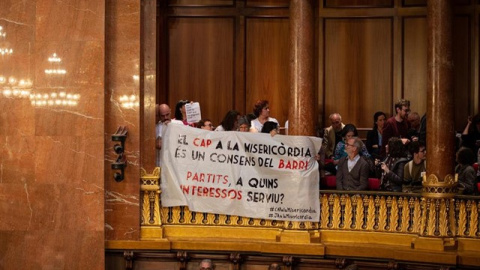 EL CAP A LA MISERICÒRDIA
ÉS UN CONSENS DEL BARRI
PARTITS, A QUINS
INTERESSOS SERVIU?